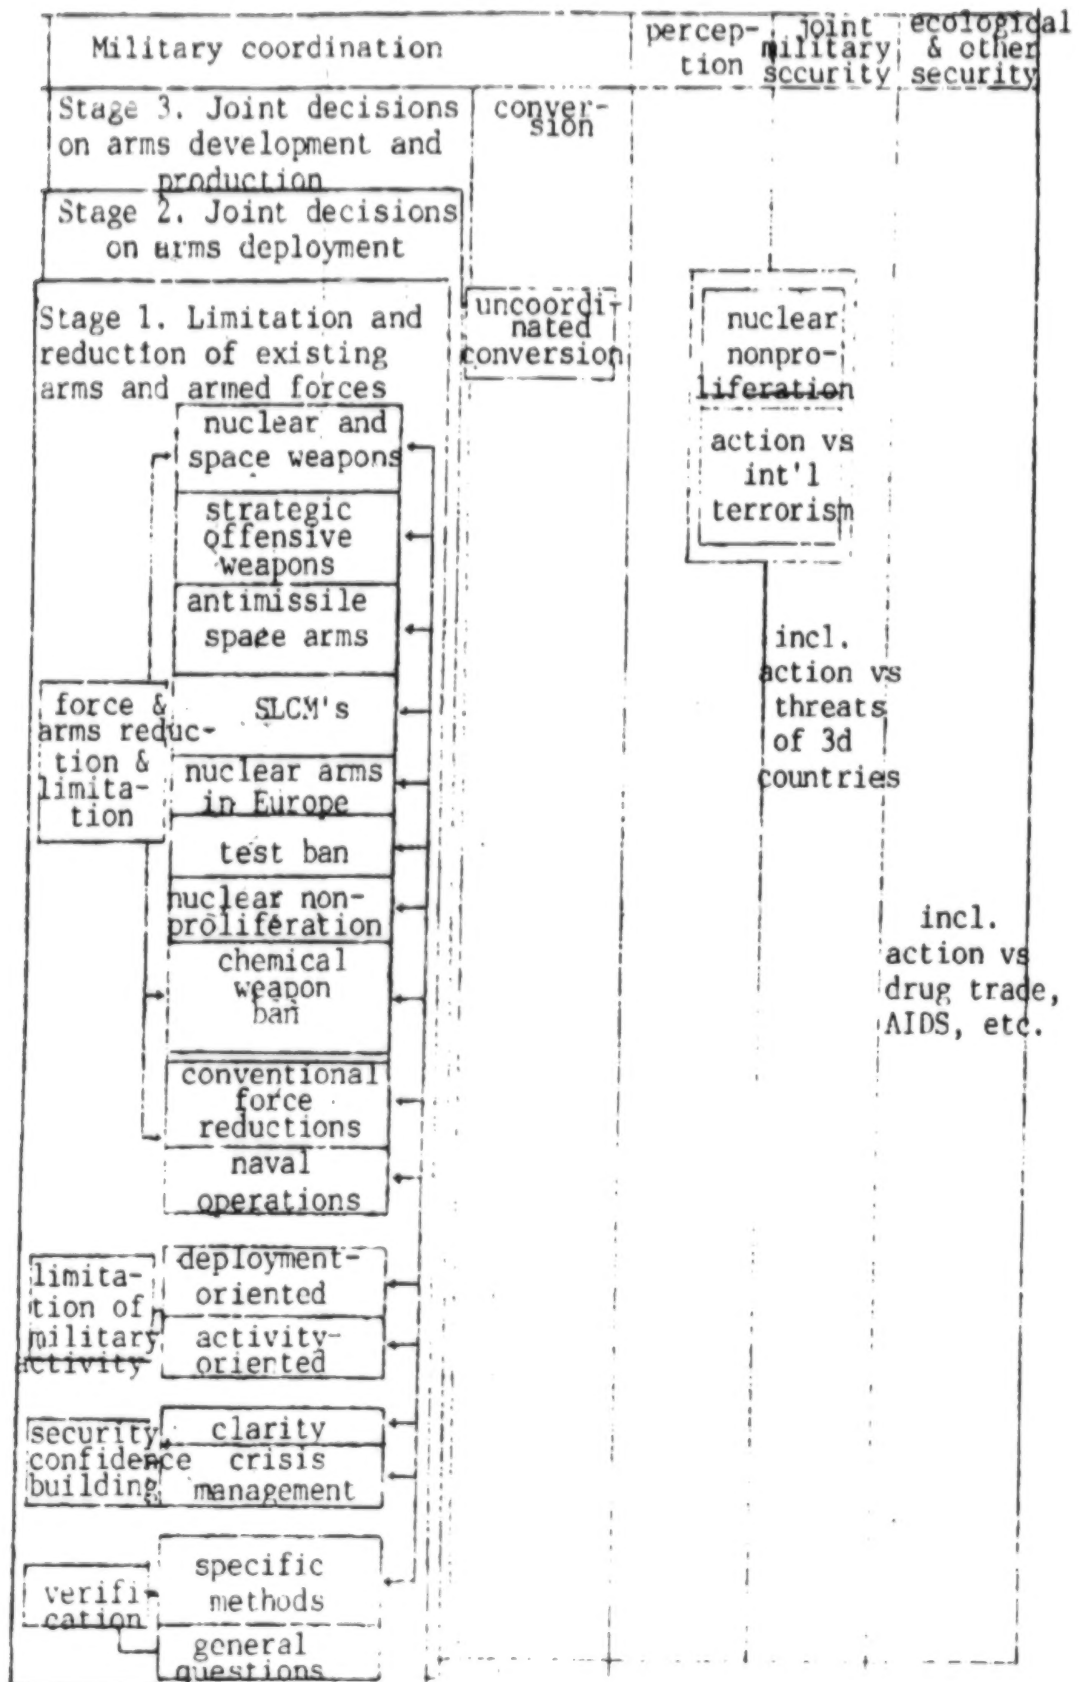 Military coordination
percep-
tion
joint
military
sccurity
ecological
& other
security
Stage 3. Joint decisions
on arms development and
production
conver-
sion
Stage 2. Joint decisions
on arms deployment
Stage 1. Limitation and
reduction of existing
arms and armed forces
uncoordi-
nated
conversion
nuclear
nonpro-
liferation
action vs
int'l
terrorism
incl.
action vs
threats
of 3d
countries
incl.
action vs
drug trade,
AIDS, etc.
force &
arms reduc-
tion &
limita-
tion
nuclear and
space weapons
strategic
offensive
weapons
antimissile
space arms
SLCM's
nuclear arms
in Europe
test ban
nuclear non-
proliferation
chemical
weapon
ban
conventional
force
reductions
naval
operations
limita-
tion of
military
activity
deployment-
oriented
activity-
oriented
security
confidence
building
clarity
crisis
management
verifi-
cation
specific
methods
general
questions